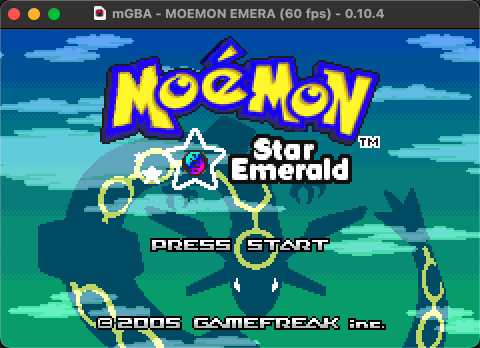 mGBA - MOEMON EMERA (60 fps) - 0.10.4
MOéMON
TM
Star
Emerald
PRESS START
©2005 GAMEFREAK inc.